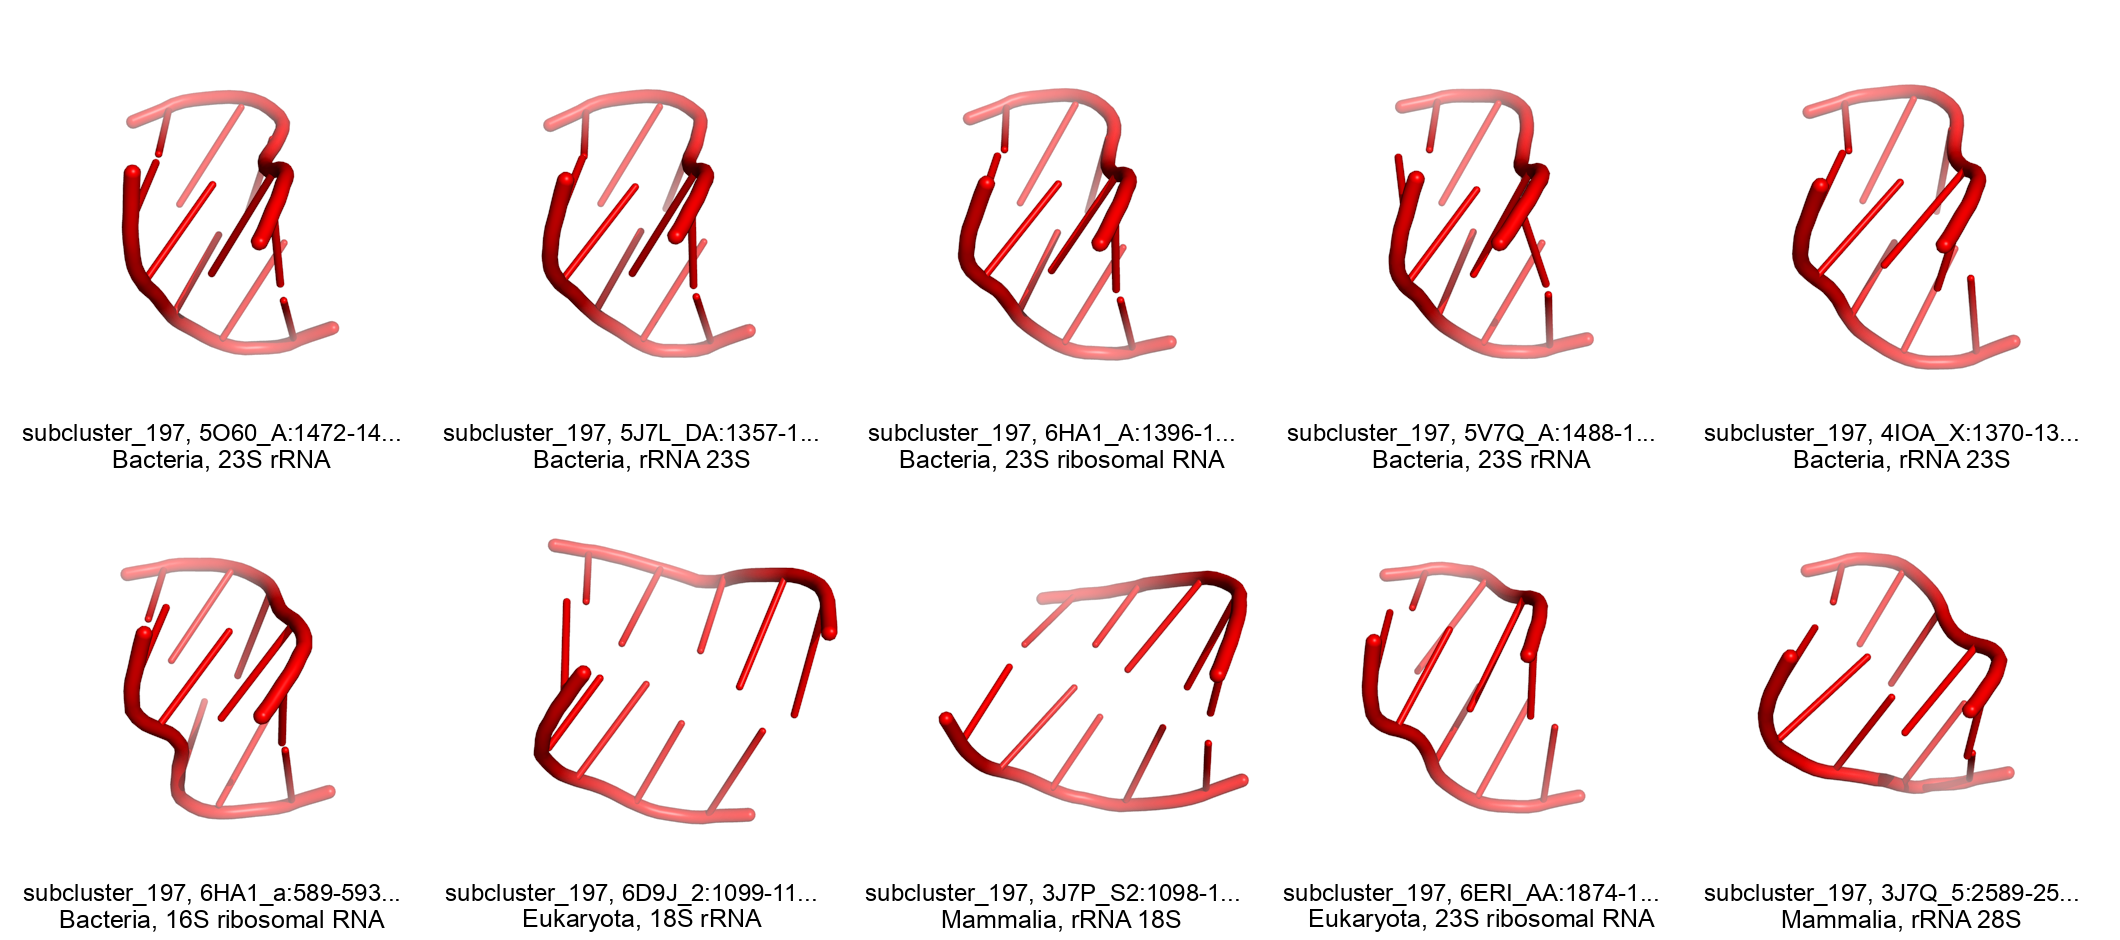 subcluster_197, 5O60_A:1472-14...
Bacteria, 23S rRNA
subcluster_197, 5J7L_DA:1357-1...
Bacteria, rRNA 23S
subcluster_197, 6HA1_A:1396-1...
Bacteria, 23S ribosomal RNA
subcluster_197, 5V7Q_A:1488-1...
Bacteria, 23S rRNA
subcluster_197, 4IOA_X:1370-13...
Bacteria, rRNA 23S
subcluster_197, 6HA1_a:589-593...
Bacteria, 16S ribosomal RNA
subcluster_197, 6D9J_2:1099-11...
Eukaryota, 18S rRNA
subcluster_197, 3J7P_S2:1098-1...
Mammalia, rRNA 18S
subcluster_197, 6ERI_AA:1874-1...
Eukaryota, 23S ribosomal RNA
subcluster_197, 3J7Q_5:2589-25...
Mammalia, rRNA 28S